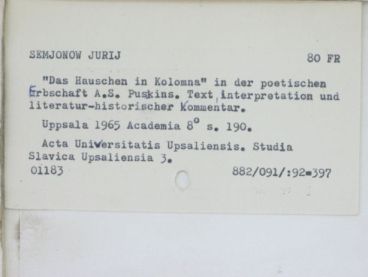 SEMJONOW JURIJ 80 FR
"Das Hauschen in Kolomna" in der poetischen
Erbschaft A.S. Puskins. Text,interpretation und
literatur-historischer Kommentar.
Uppsala 1965 Academia 8° s. 190.
Acta Universitatis Upsaliensis. Studia
Slavica Upsaliensia 3.
01183 882/091/:92=397